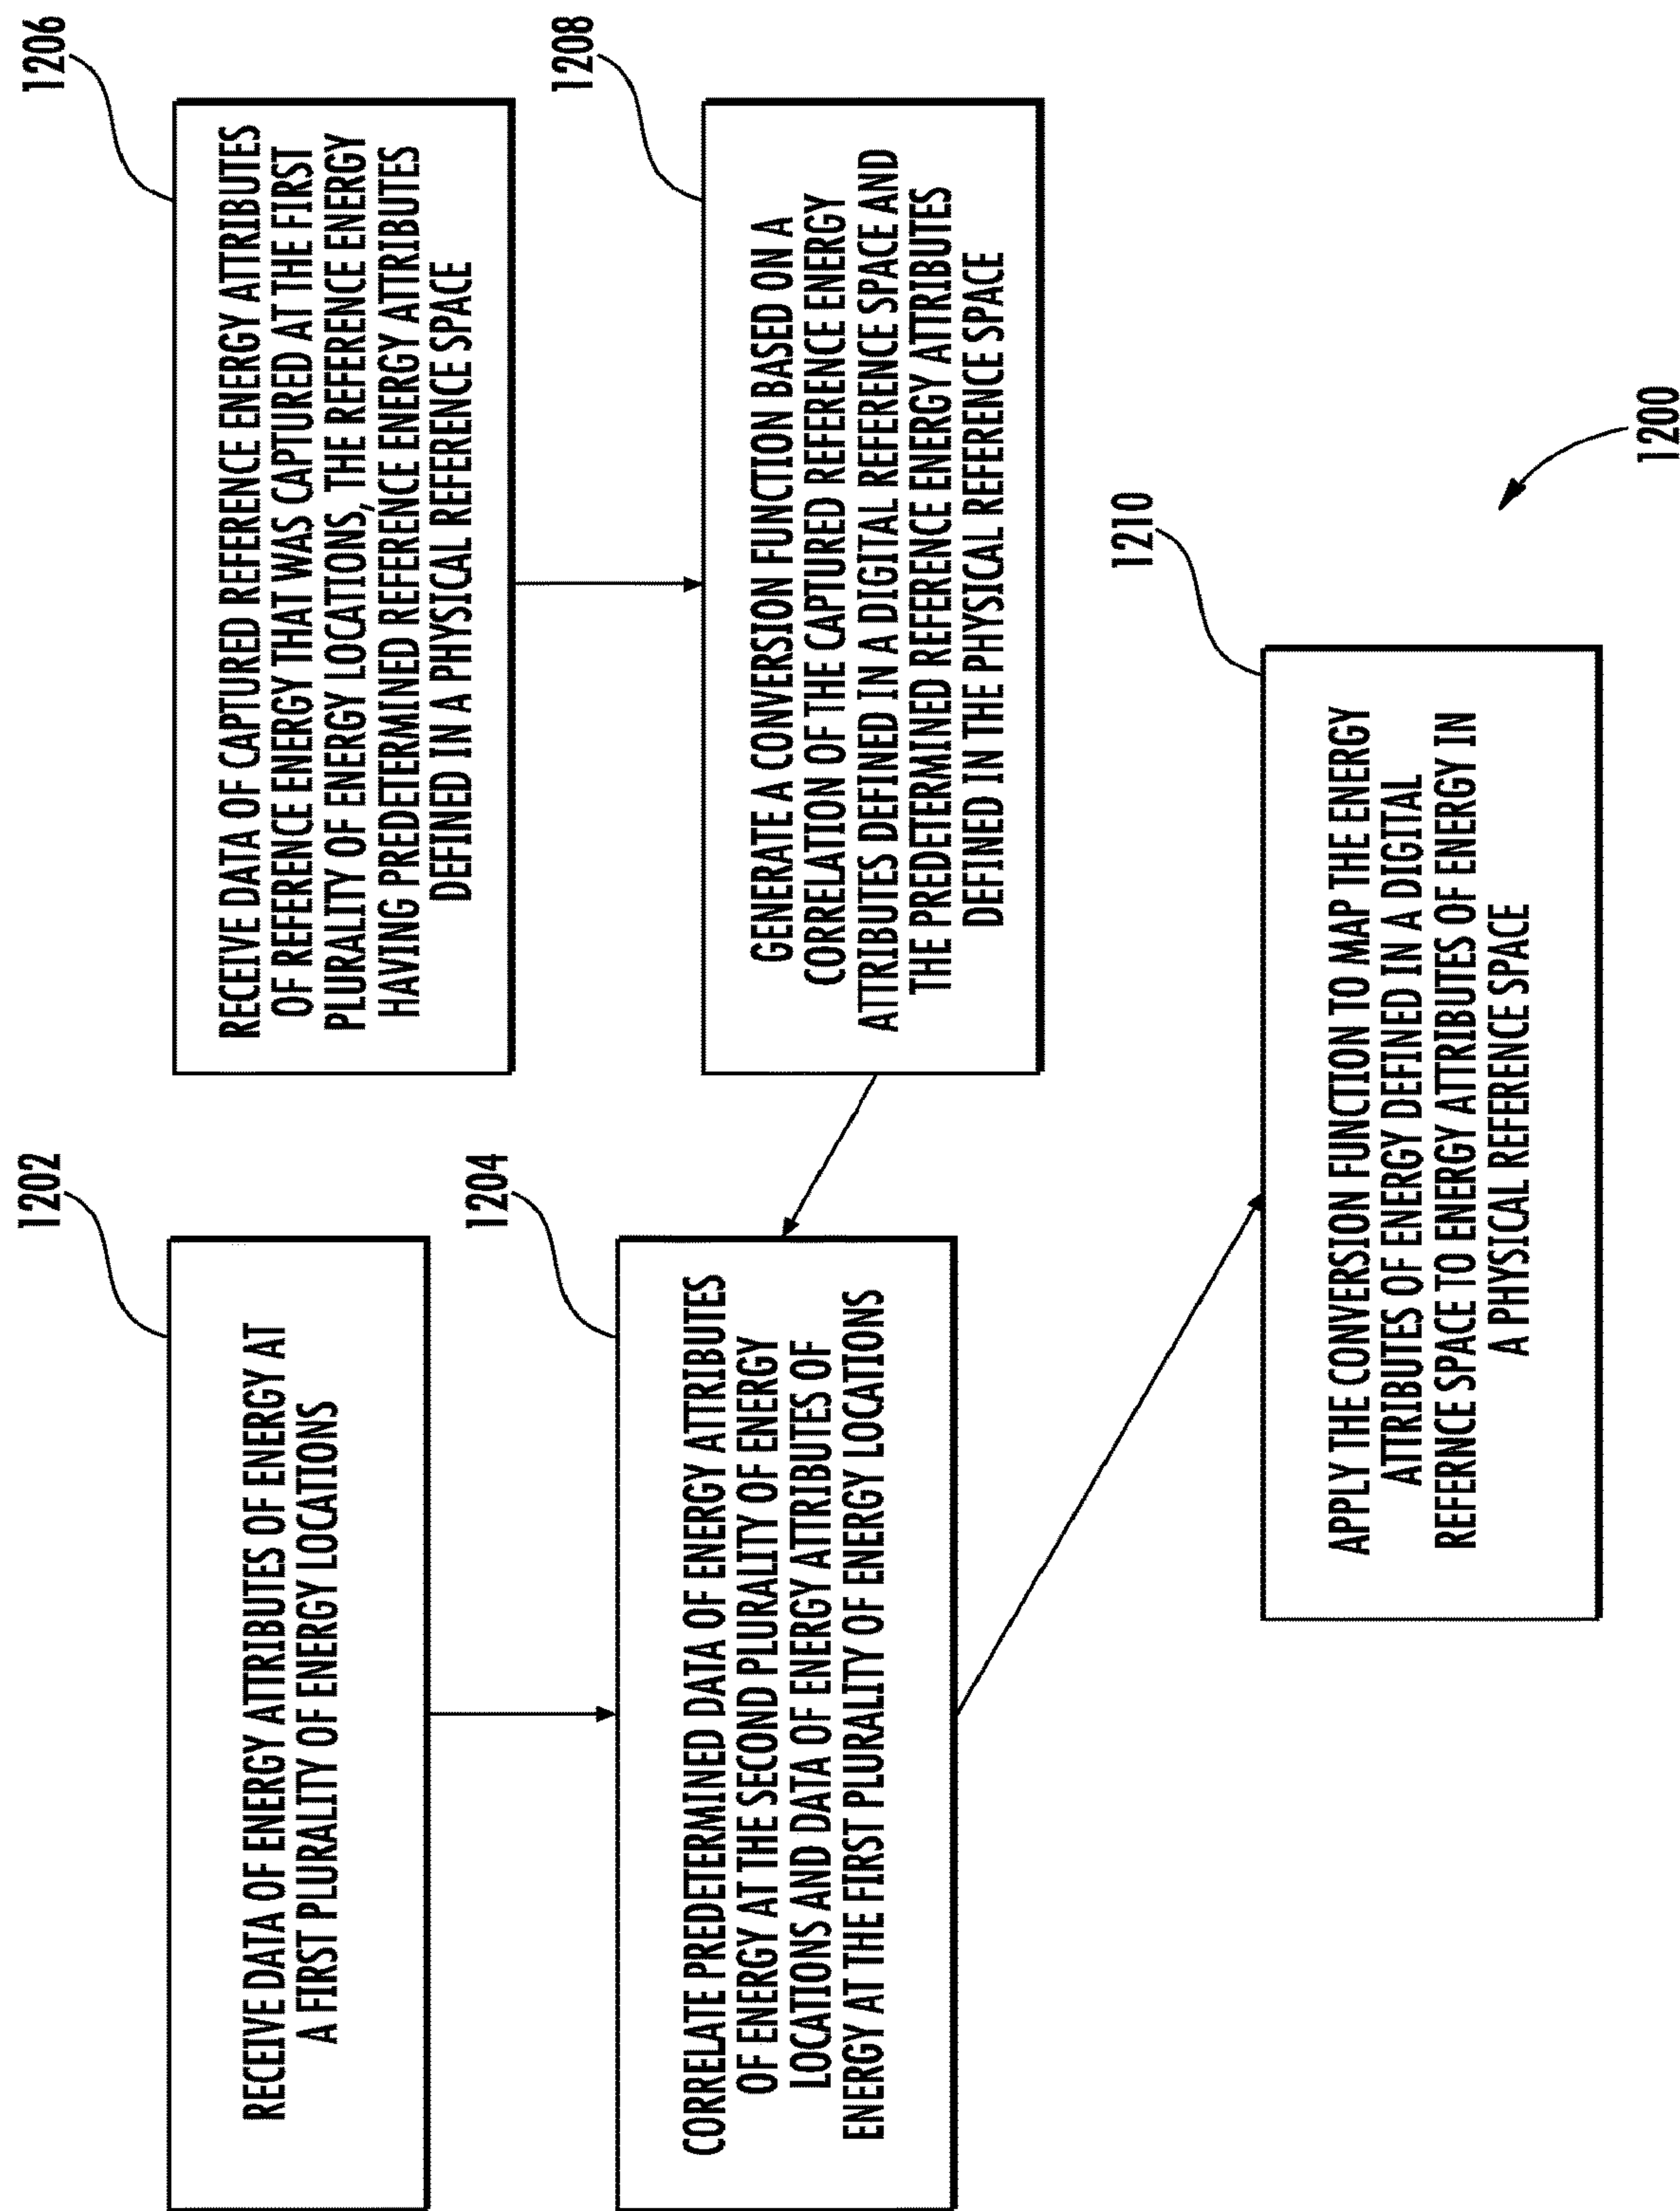 1202
RECEIVE DATA OF ENERGY ATTRIBUTES OF ENERGY AT
A FIRST PLURALITY OF ENERGY LOCATIONS
1204
CORRELATE PREDETERMINED DATA OF ENERGY ATTRIBUTES
OF ENERGY AT THE SECOND PLURALITY OF ENERGY
LOCATIONS AND DATA OF ENERGY ATTRIBUTES OF
ENERGY AT THE FIRST PLURALITY OF ENERGY LOCATIONS
1206
RECEIVE DATA OF CAPTURED REFERENCE ENERGY ATTRIBUTES
OF REFERENCE ENERGY THAT WAS CAPTURED AT THE FIRST
PLURALITY OF ENERGY LOCATIONS, THE REFERENCE ENERGY
HAVING PREDETERMINED REFERENCE ENERGY ATTRIBUTES
DEFINED IN A PHYSICAL REFERENCE SPACE
1208
GENERATE A CONVERSION FUNCTION BASED ON A
CORRELATION OF THE CAPTURED REFERENCE ENERGY
ATTRIBUTES DEFINED IN A DIGITAL REFERENCE SPACE AND
THE PREDETERMINED REFERENCE ENERGY ATTRIBUTES
DEFINED IN THE PHYSICAL REFERENCE SPACE
1210
APPLY THE CONVERSION FUNCTION TO MAP THE ENERGY
ATTRIBUTES OF ENERGY DEFINED IN A DIGITAL
REFERENCE SPACE TO ENERGY ATTRIBUTES OF ENERGY IN
A PHYSICAL REFERENCE SPACE
1200